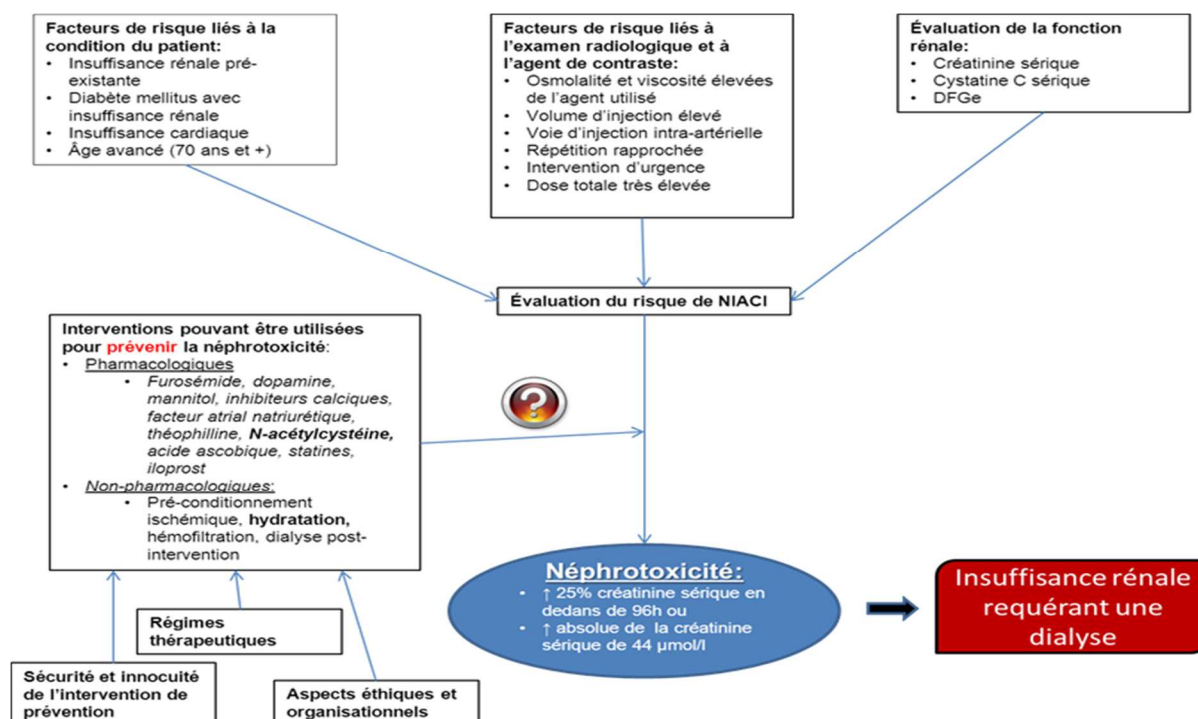 Facteurs de risque liés à la
condition du patient:
• Insuffisance rénale pré-
existante
• Diabète mellitus avec
insuffisance rénale
• Insuffisance cardiaque
• Âge avancé (70 ans et +)
Facteurs de risque liés à
l'examen radiologique et à
l'agent de contraste:
• Osmolalité et viscosité élevées
de l'agent utilisé
• Volume d'injection élevé
• Voie d'injection intra-artérielle
• Répétition rapprochée
• Intervention d'urgence
• Dose totale très élevée
Évaluation de la fonction
rénale:
• Créatinine sérique
• Cystatine C sérique
• DFGe
Évaluation du risque de NIACI
Interventions pouvant être utilisées
pour prévenir la néphrotoxicité:
• Pharmacologiques
• Furosémide, dopamine,
mannitol, inhibiteurs calciques,
facteur atrial natriurétique,
théophilline, N-acétylcystéine,
acide ascobique, statines,
iloprost
• Non-pharmacologiques:
• Pré-conditionnement
ischémique, hydratation,
hémofiltration, dialyse post-
intervention
?
Néphrotoxicité:
• ↑ 25% créatinine sérique en
dedans de 96h ou
• ↑ absolue de la créatinine
sérique de 44 µmol/l
Insuffisance rénale
requérant une
dialyse
Régimes
thérapeutiques
Sécurité et innocuité
de l'intervention de
prévention
Aspects éthiques et
organisationnels